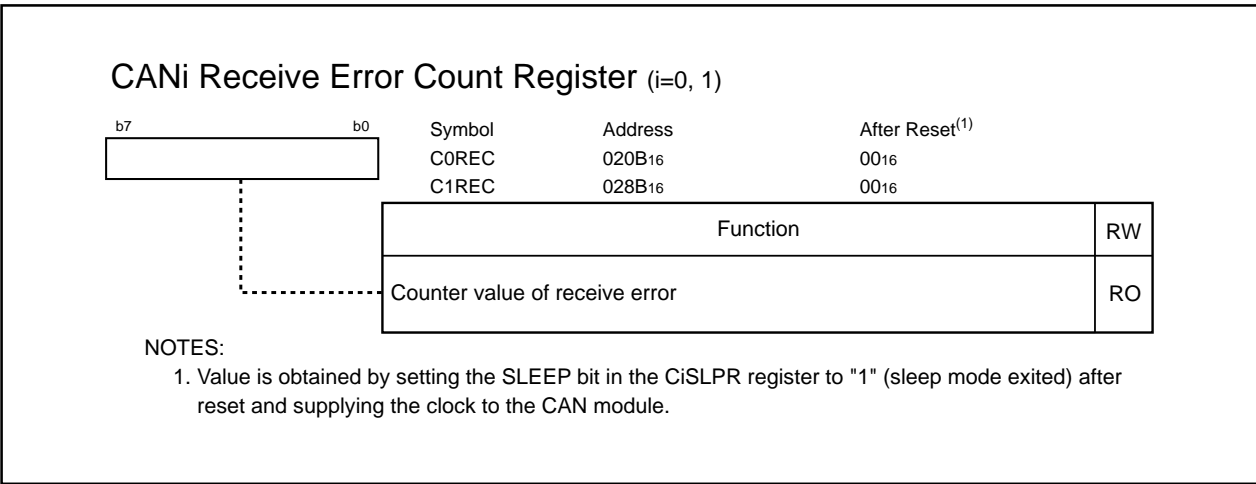 CANi Receive Error Count Register (i=0, 1)
b7 b0 Symbol Address After Reset(1)
C0REC 020B16 0016
C1REC 028B16 0016
Function RW
Counter value of receive error RO
NOTES:
1. Value is obtained by setting the SLEEP bit in the CiSLPR register to "1" (sleep mode exited) after
reset and supplying the clock to the CAN module.